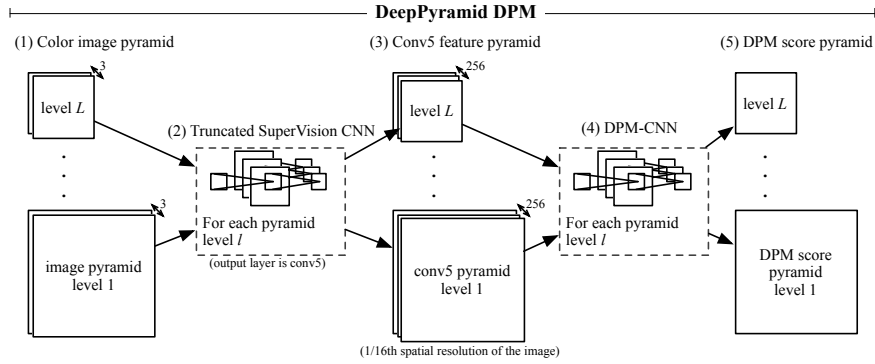 DeepPyramid DPM
(1) Color image pyramid
3
level L
3
image pyramid
level 1
(2) Truncated SuperVision CNN
For each pyramid
level l
(output layer is conv5)
(3) Conv5 feature pyramid
256
level L
256
conv5 pyramid
level 1
(1/16th spatial resolution of the image)
(4) DPM-CNN
For each pyramid
level l
(5) DPM score pyramid
level L
DPM score
pyramid
level 1